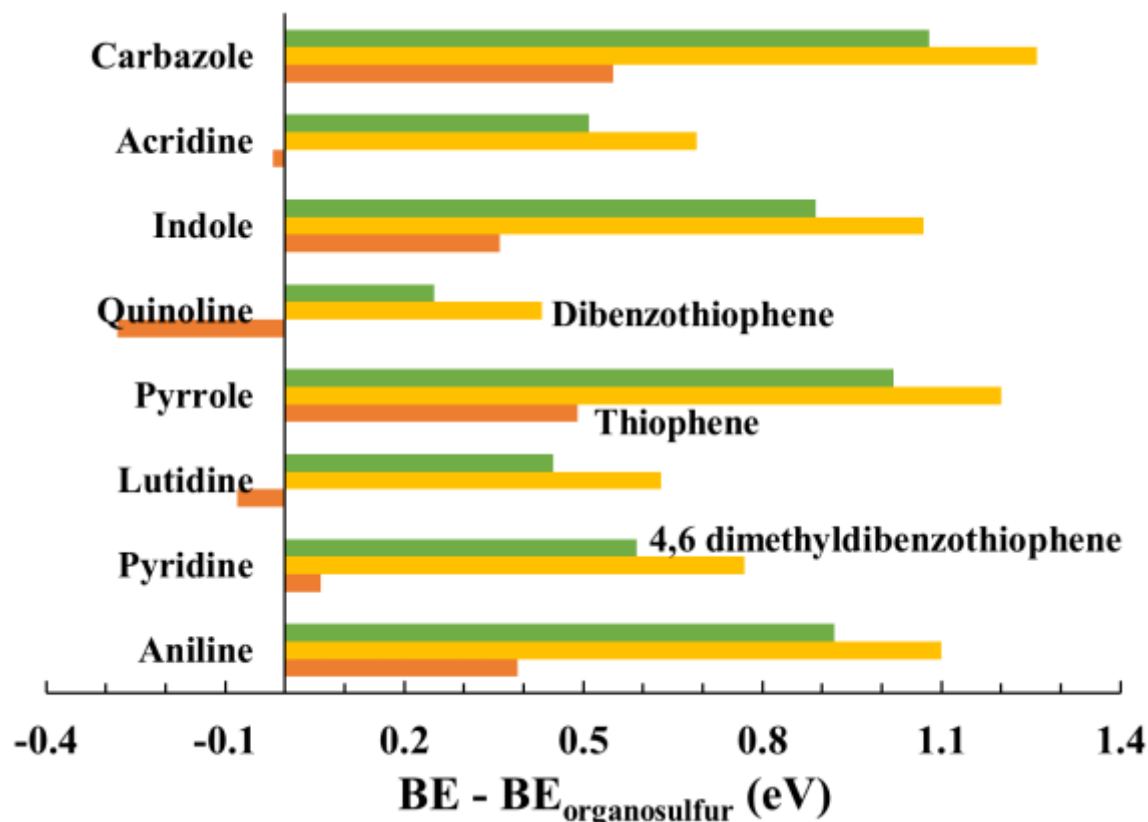 Carbazole
Acridine
Indole
Quinoline
Dibenzothiophene
Pyrrole
Thiophene
Lutidine
4,6 dimethyldibenzothiophene
Pyridine
Aniline
-0.4 -0.1 0.2 0.5 0.8 1.1 1.4
BE - BEorganosulfur (eV)